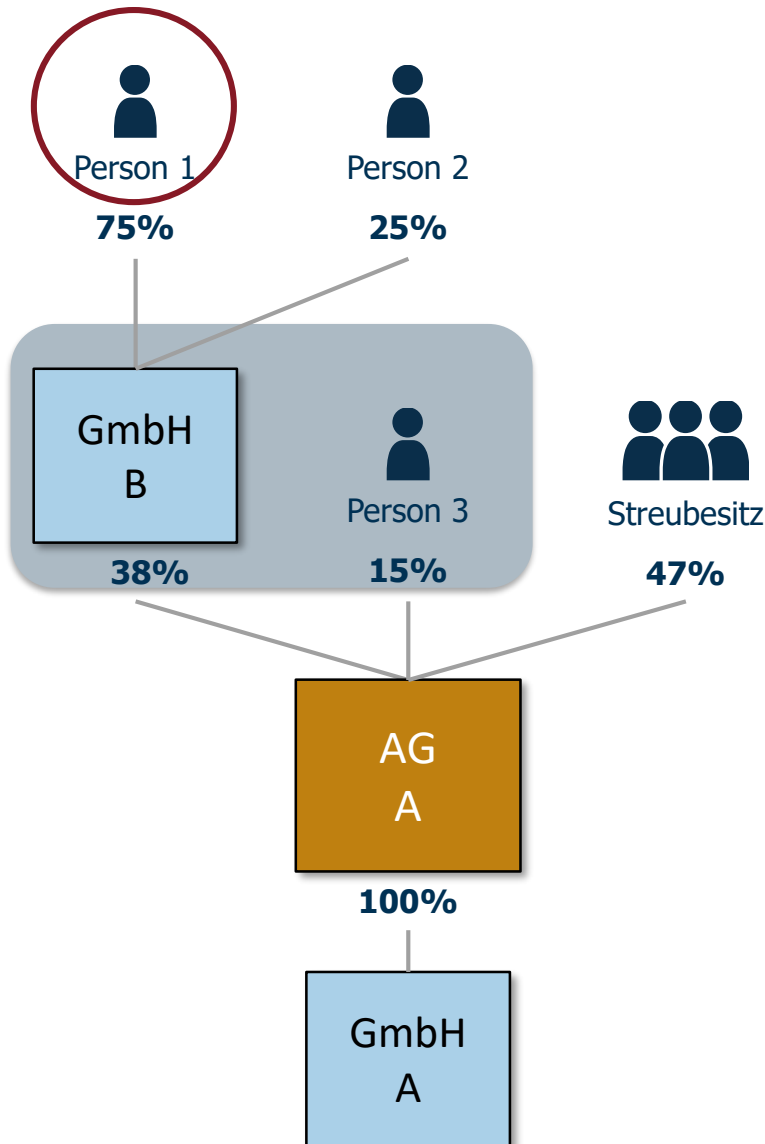 Person 1
Person 2
75%
25%
GmbH
B
Person 3
Streubesitz
38%
15%
47%
AG
A
100%
GmbH
A